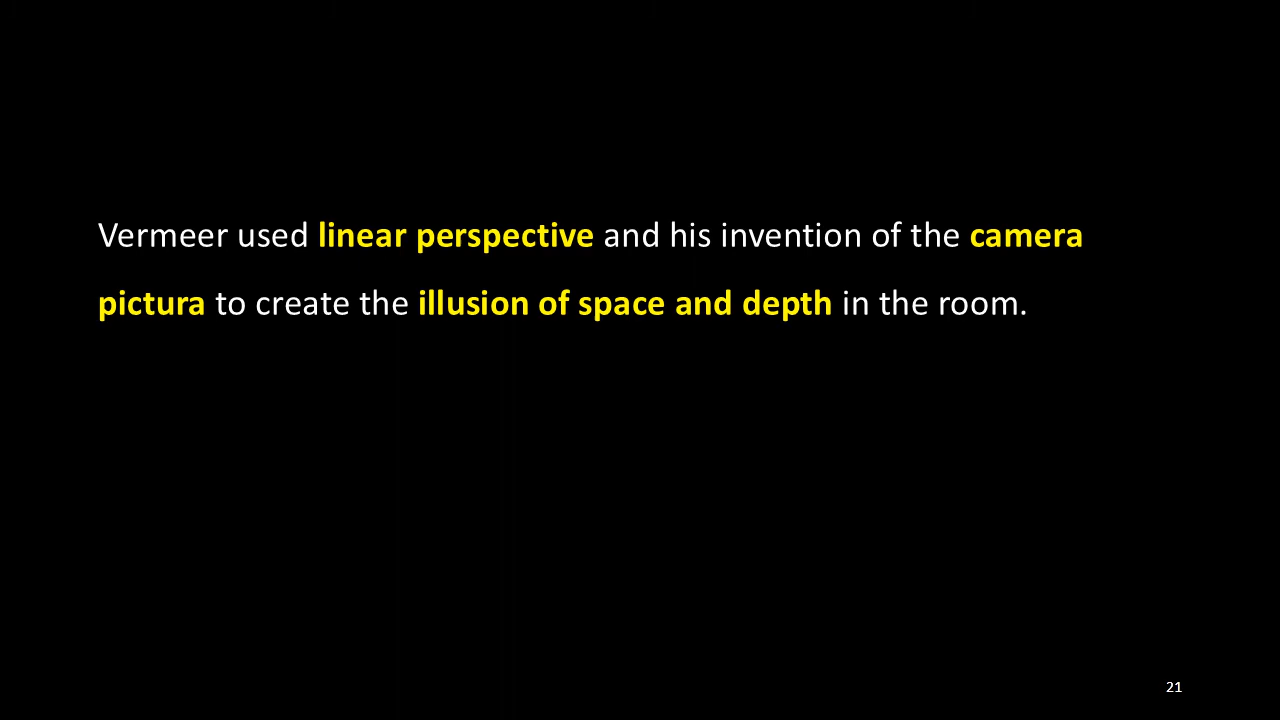 Vermeer used linear perspective and his invention of the camera
pictura to create the illusion of space and depth in the room.
21